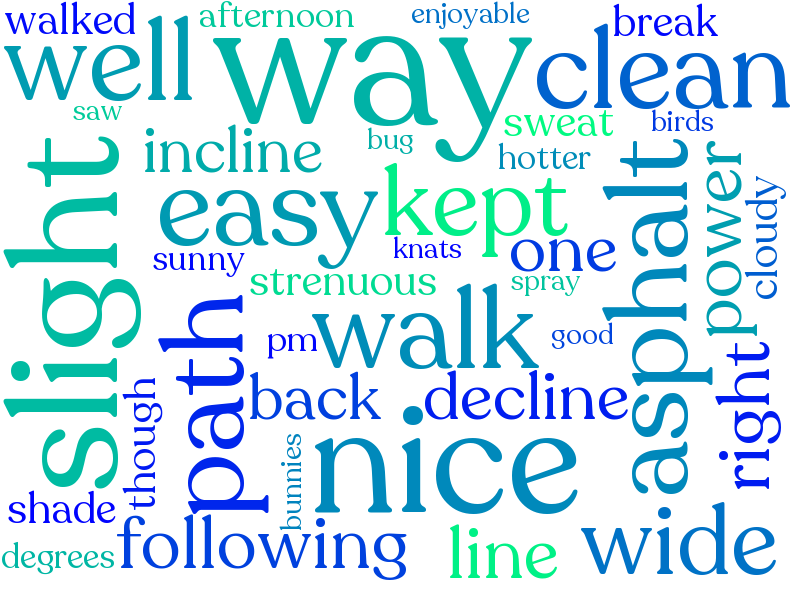 walked
afternoon
enjoyable
break
well
way
clean
saw
sweat
birds
bug
incline
hotter
slight
easy
kept
asphalt
power
cloudy
knats
one
sunny
strenuous
spray
path
walk
pm
good
right
back
decline
though
nice
bunnies
shade
following
line
wide
degrees